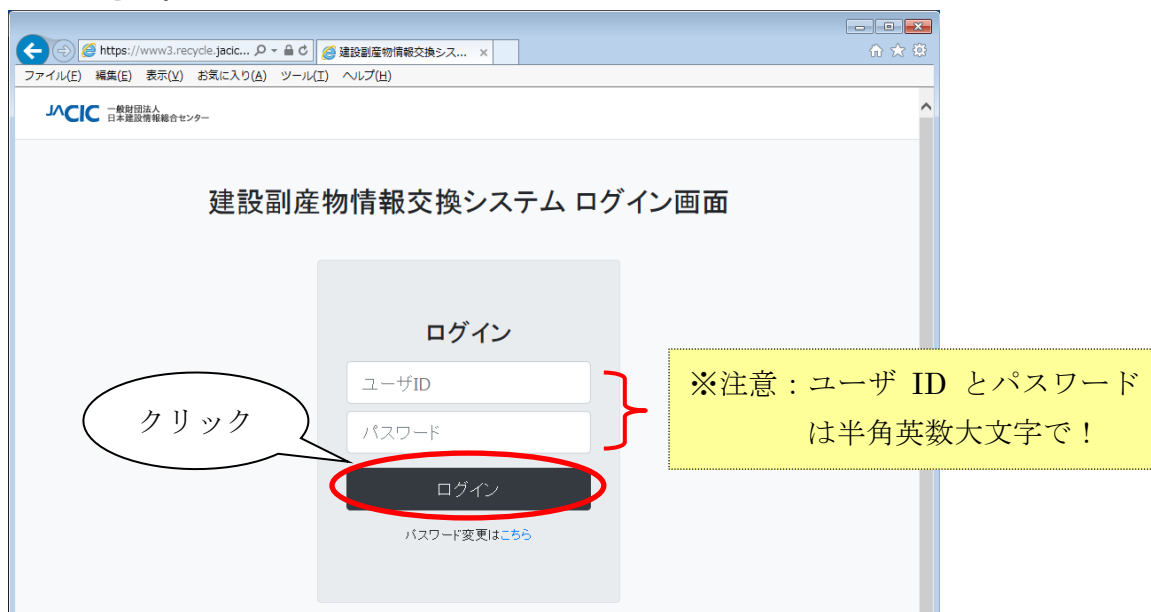 https://www3.recycle.jacic... 建設副産物情報交換シス... ×
ファイル(F) 編集(E) 表示(V) お気に入り(A) ツール(T) ヘルプ(H)
JACIC 一般財団法人
日本建設情報総合センター
建設副産物情報交換システム ログイン画面
ログイン
ユーザID
パスワード
ログイン
パスワード変更はこちら
クリック
※注意：ユーザ ID とパスワード
は半角英数大文字で！